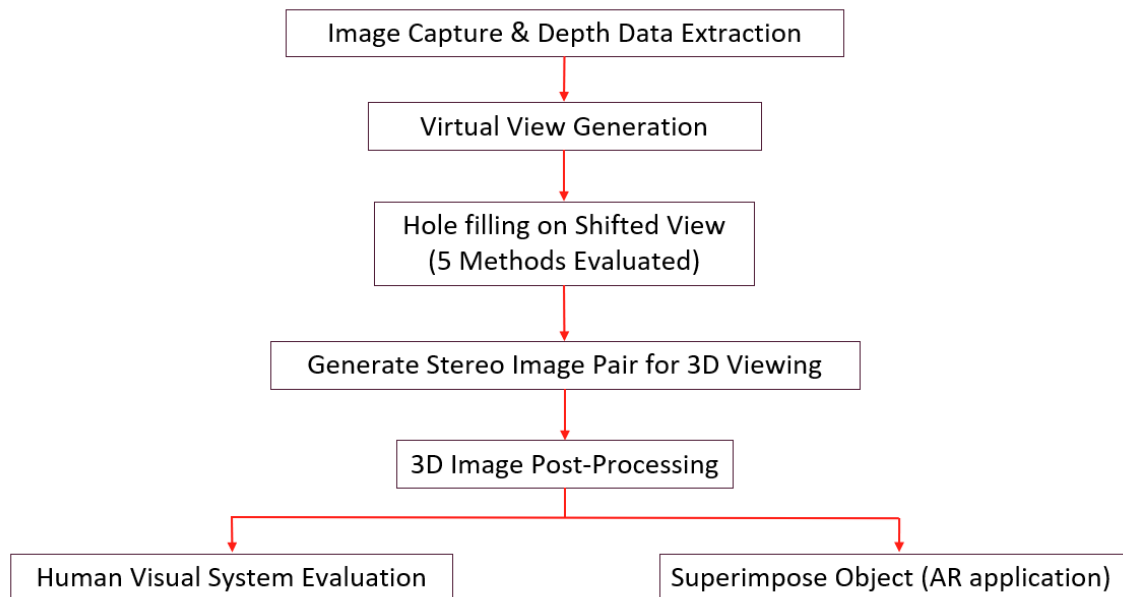 Image Capture & Depth Data Extraction
Virtual View Generation
Hole filling on Shifted View
(5 Methods Evaluated)
Generate Stereo Image Pair for 3D Viewing
3D Image Post-Processing
Human Visual System Evaluation
Superimpose Object (AR application)